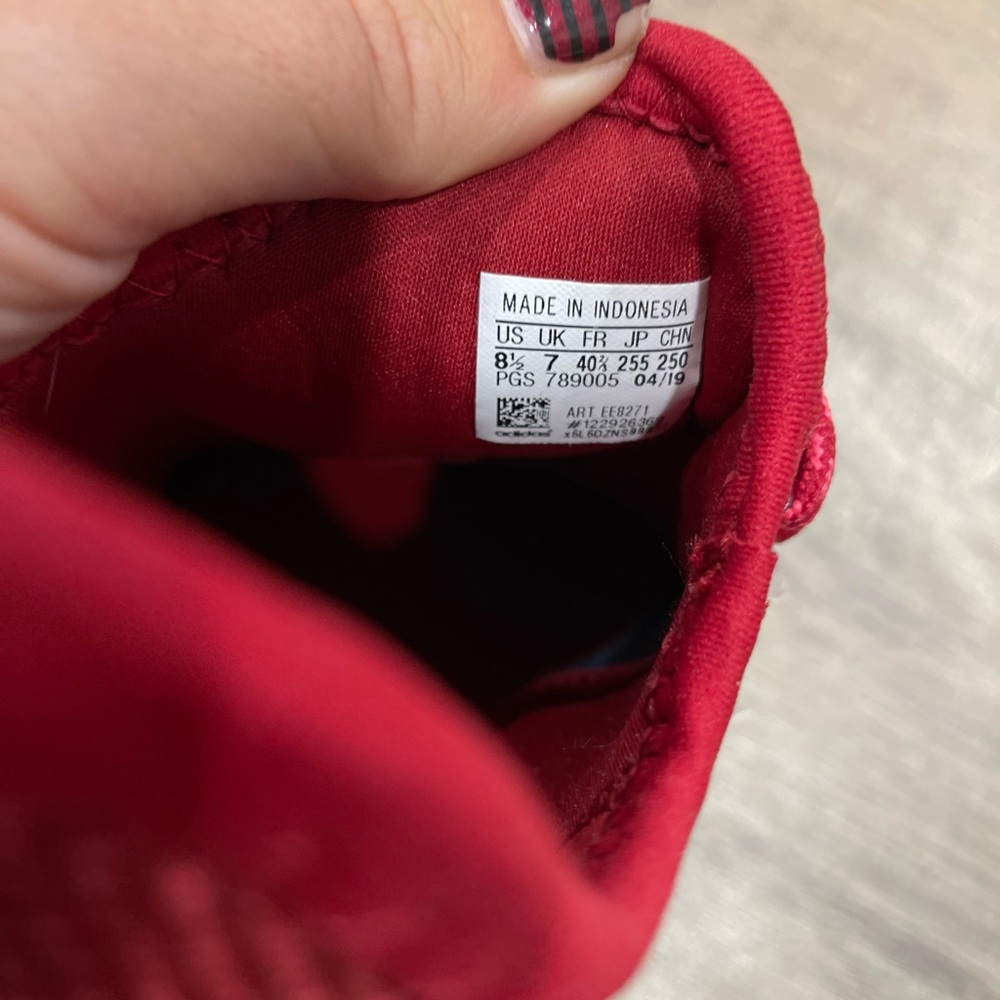 MADE IN INDONESIA
US UK FR JP CHN
8½ 7 40⅔ 255 250
PGS 789005 04/19
ART EE8271
adidas